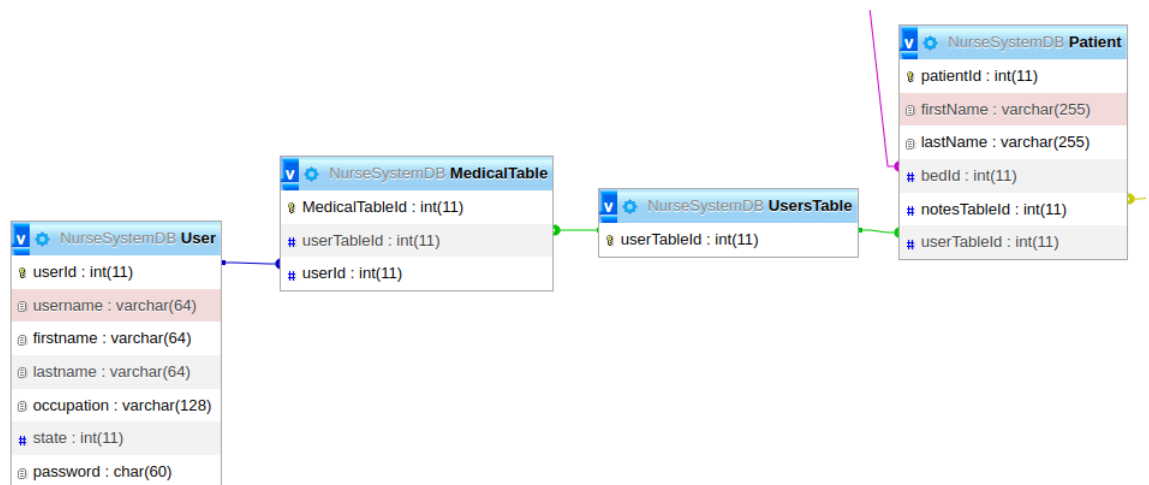 v NurseSystemDB User
userId : int(11)
username : varchar(64)
firstname : varchar(64)
lastname : varchar(64)
occupation : varchar(128)
# state : int(11)
password : char(60)
v NurseSystemDB MedicalTable
MedicalTableId : int(11)
# userTableId : int(11)
# userId : int(11)
v NurseSystemDB UsersTable
userTableId : int(11)
v NurseSystemDB Patient
patientId : int(11)
firstName : varchar(255)
lastName : varchar(255)
# bedId : int(11)
# notesTableId : int(11)
# userTableId : int(11)